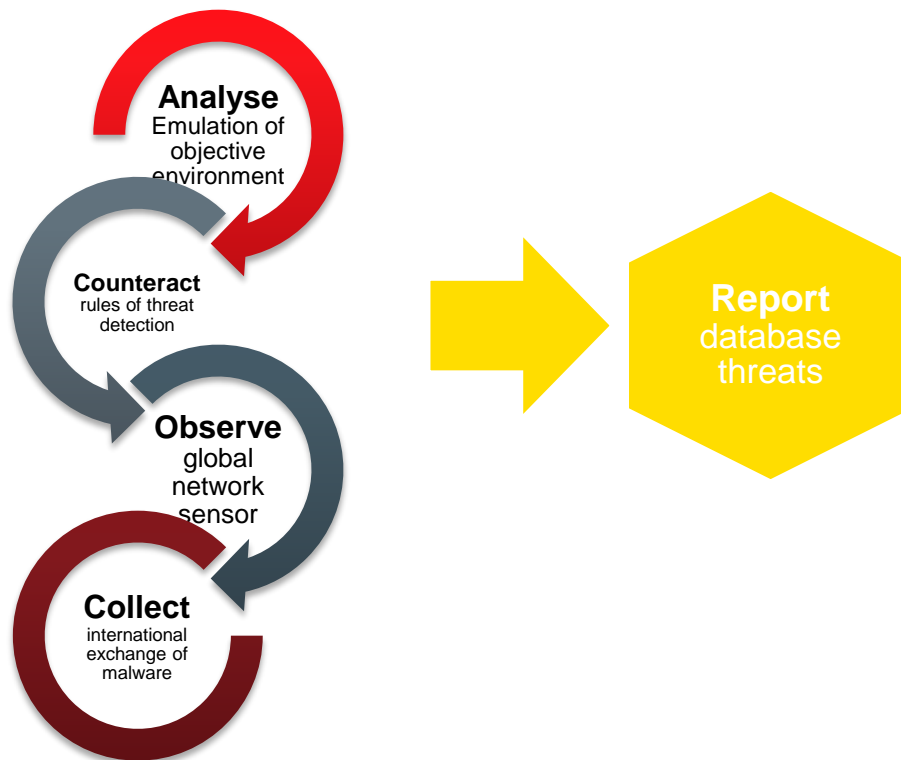 Analyse
Emulation of
objective
environment
Counteract
rules of threat
detection
Observe
global
network
sensor
Collect
international
exchange of
malware
Report
database
threats